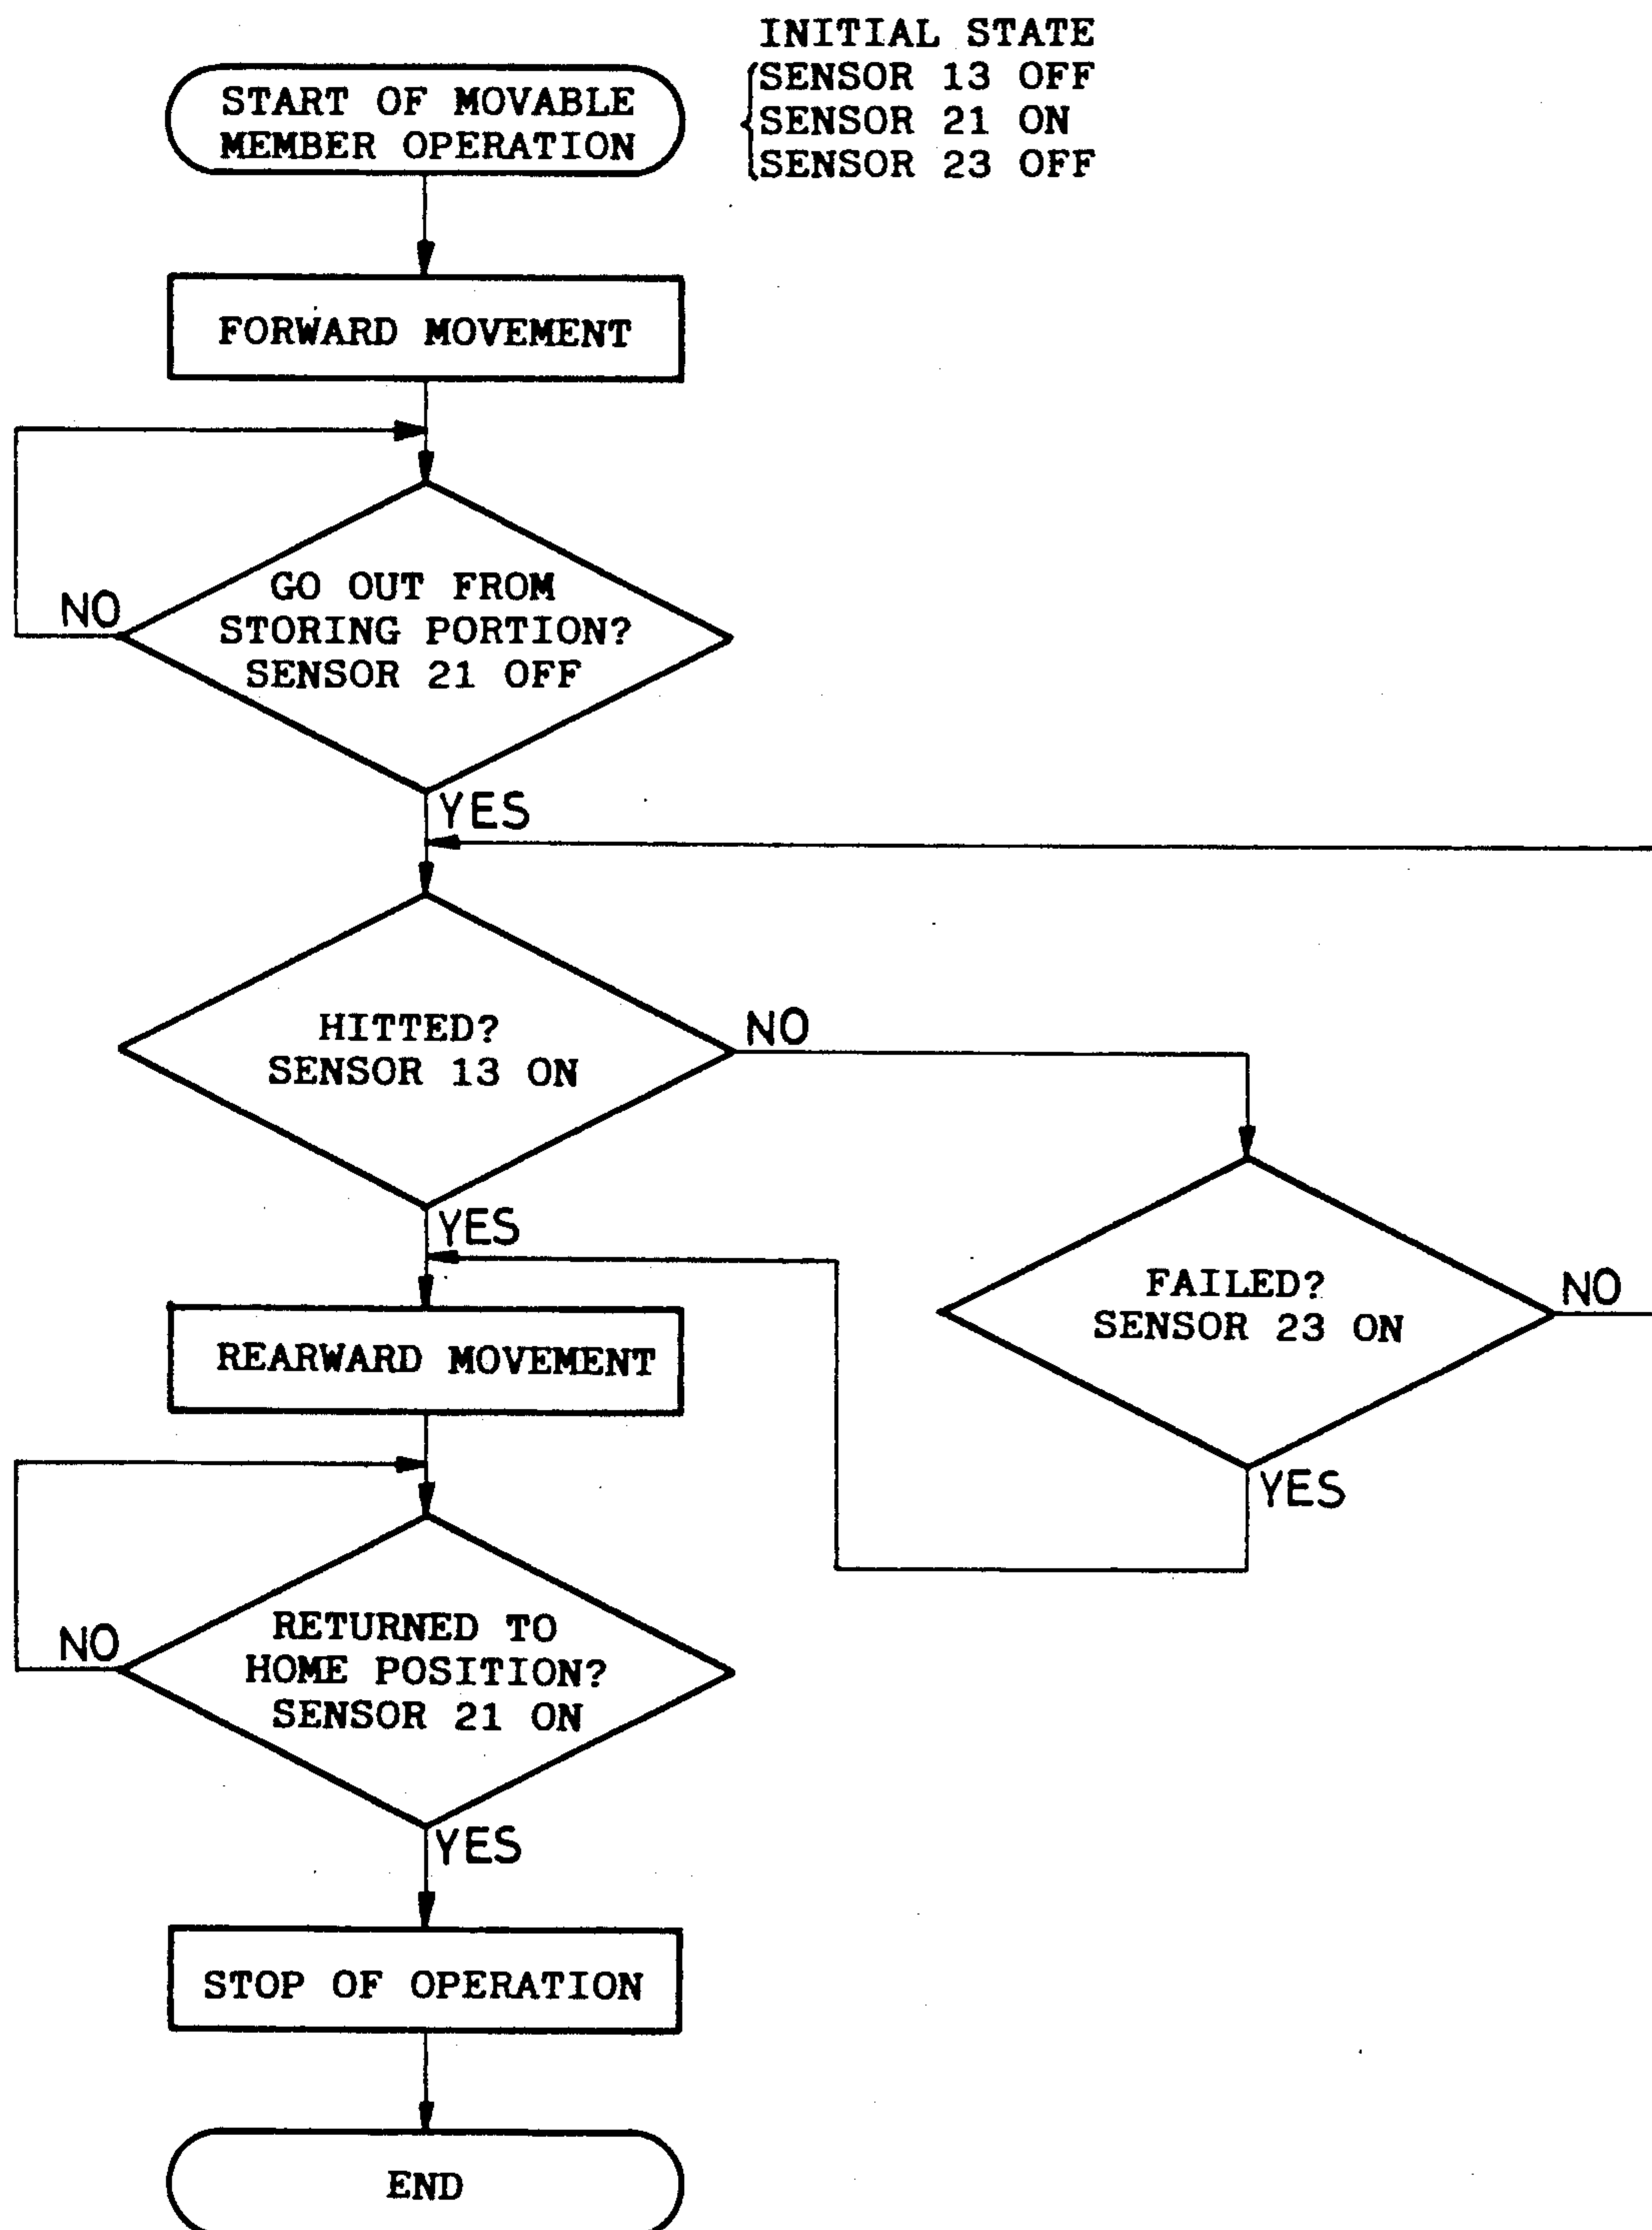 INITIAL STATE
SENSOR 13 OFF
SENSOR 21 ON
SENSOR 23 OFF
START OF MOVABLE
MEMBER OPERATION
FORWARD MOVEMENT
GO OUT FROM
STORING PORTION?
SENSOR 21 OFF
NO
YES
HITTED?
SENSOR 13 ON
NO
YES
FAILED?
SENSOR 23 ON
NO
YES
REARWARD MOVEMENT
RETURNED TO
HOME POSITION?
SENSOR 21 ON
NO
YES
STOP OF OPERATION
END